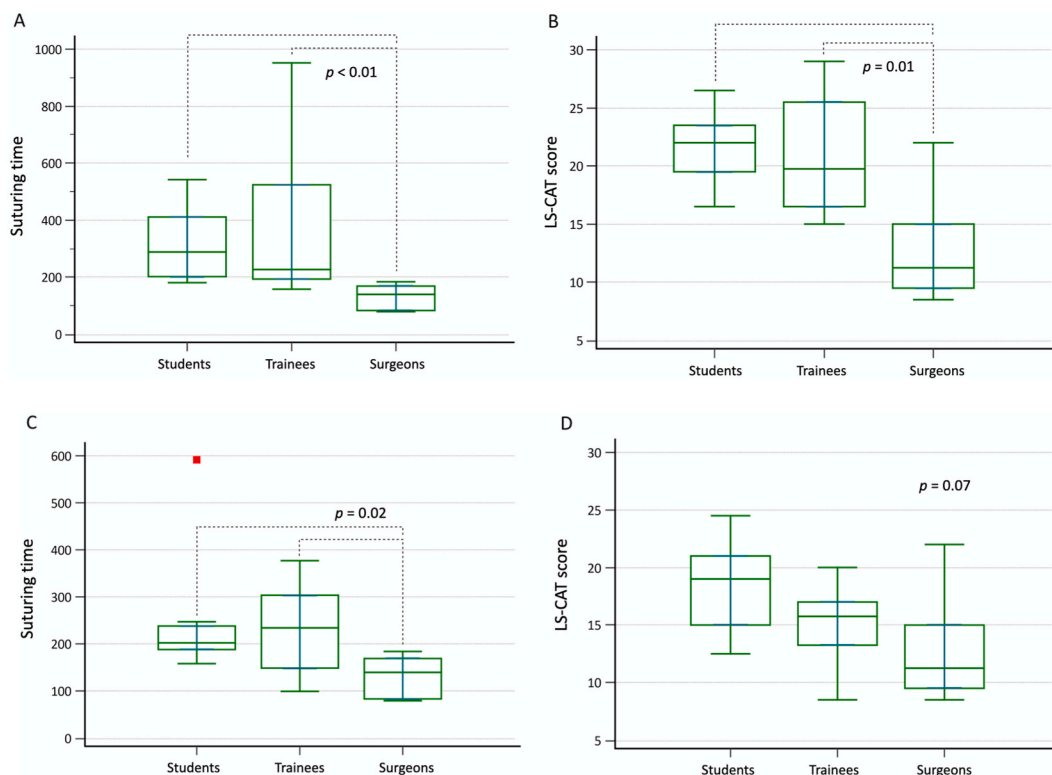 A
Suturing time
1000
800
600
400
200
0
p < 0.01
Students Trainees Surgeons
B
LS-CAT score
30
25
20
15
10
5
p = 0.01
Students Trainees Surgeons
C
Suturing time
600
500
400
300
200
100
0
p = 0.02
Students Trainees Surgeons
D
LS-CAT score
30
25
20
15
10
5
p = 0.07
Students Trainees Surgeons